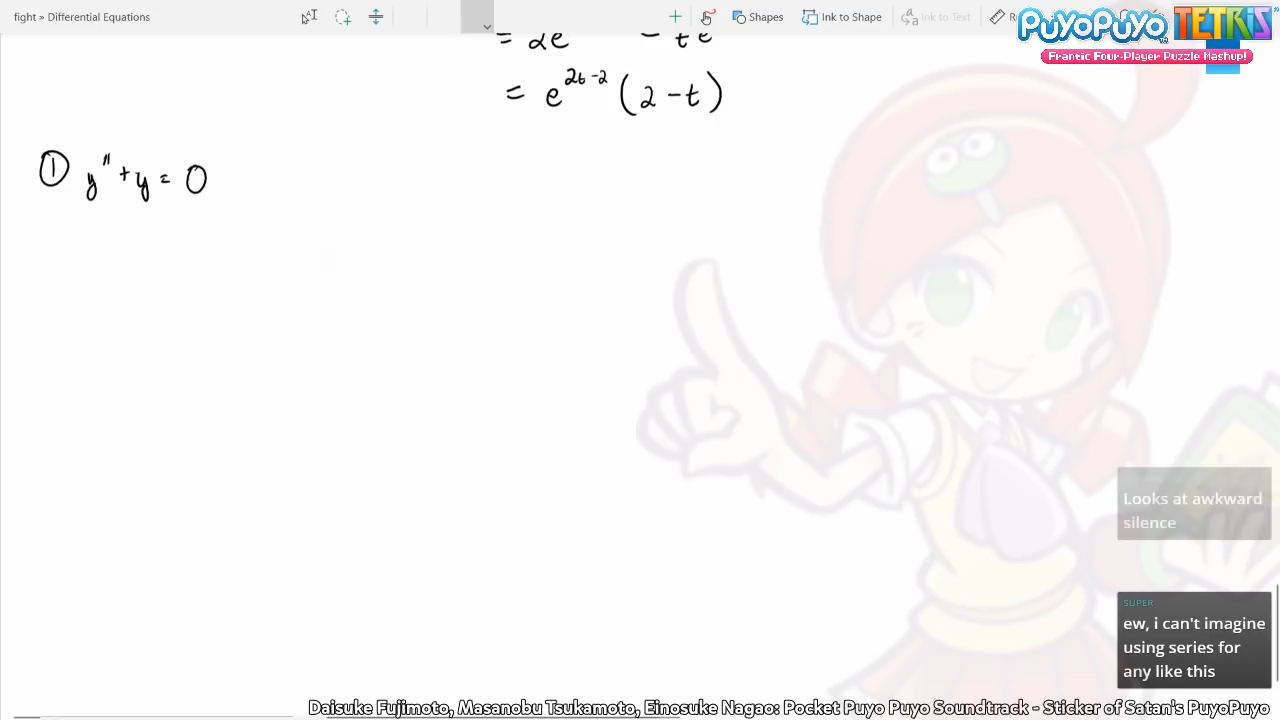 fight » Differential Equations
Shapes
Ink to Shape
Ink to Text
PUYOPUYO TETRIS
Frantic Four-Player Puzzle Mashup!
= 2e - te
= e^{2t-2} (2 - t)
① y'' + y = 0
Looks at awkward
silence
SUPER
ew, i can't imagine
using series for
any like this
Daisuke Fujimoto, Masanobu Tsukamoto, Einosuke Nagao: Pocket Puyo Puyo Soundtrack - Sticker of Satan's PuyoPuyo